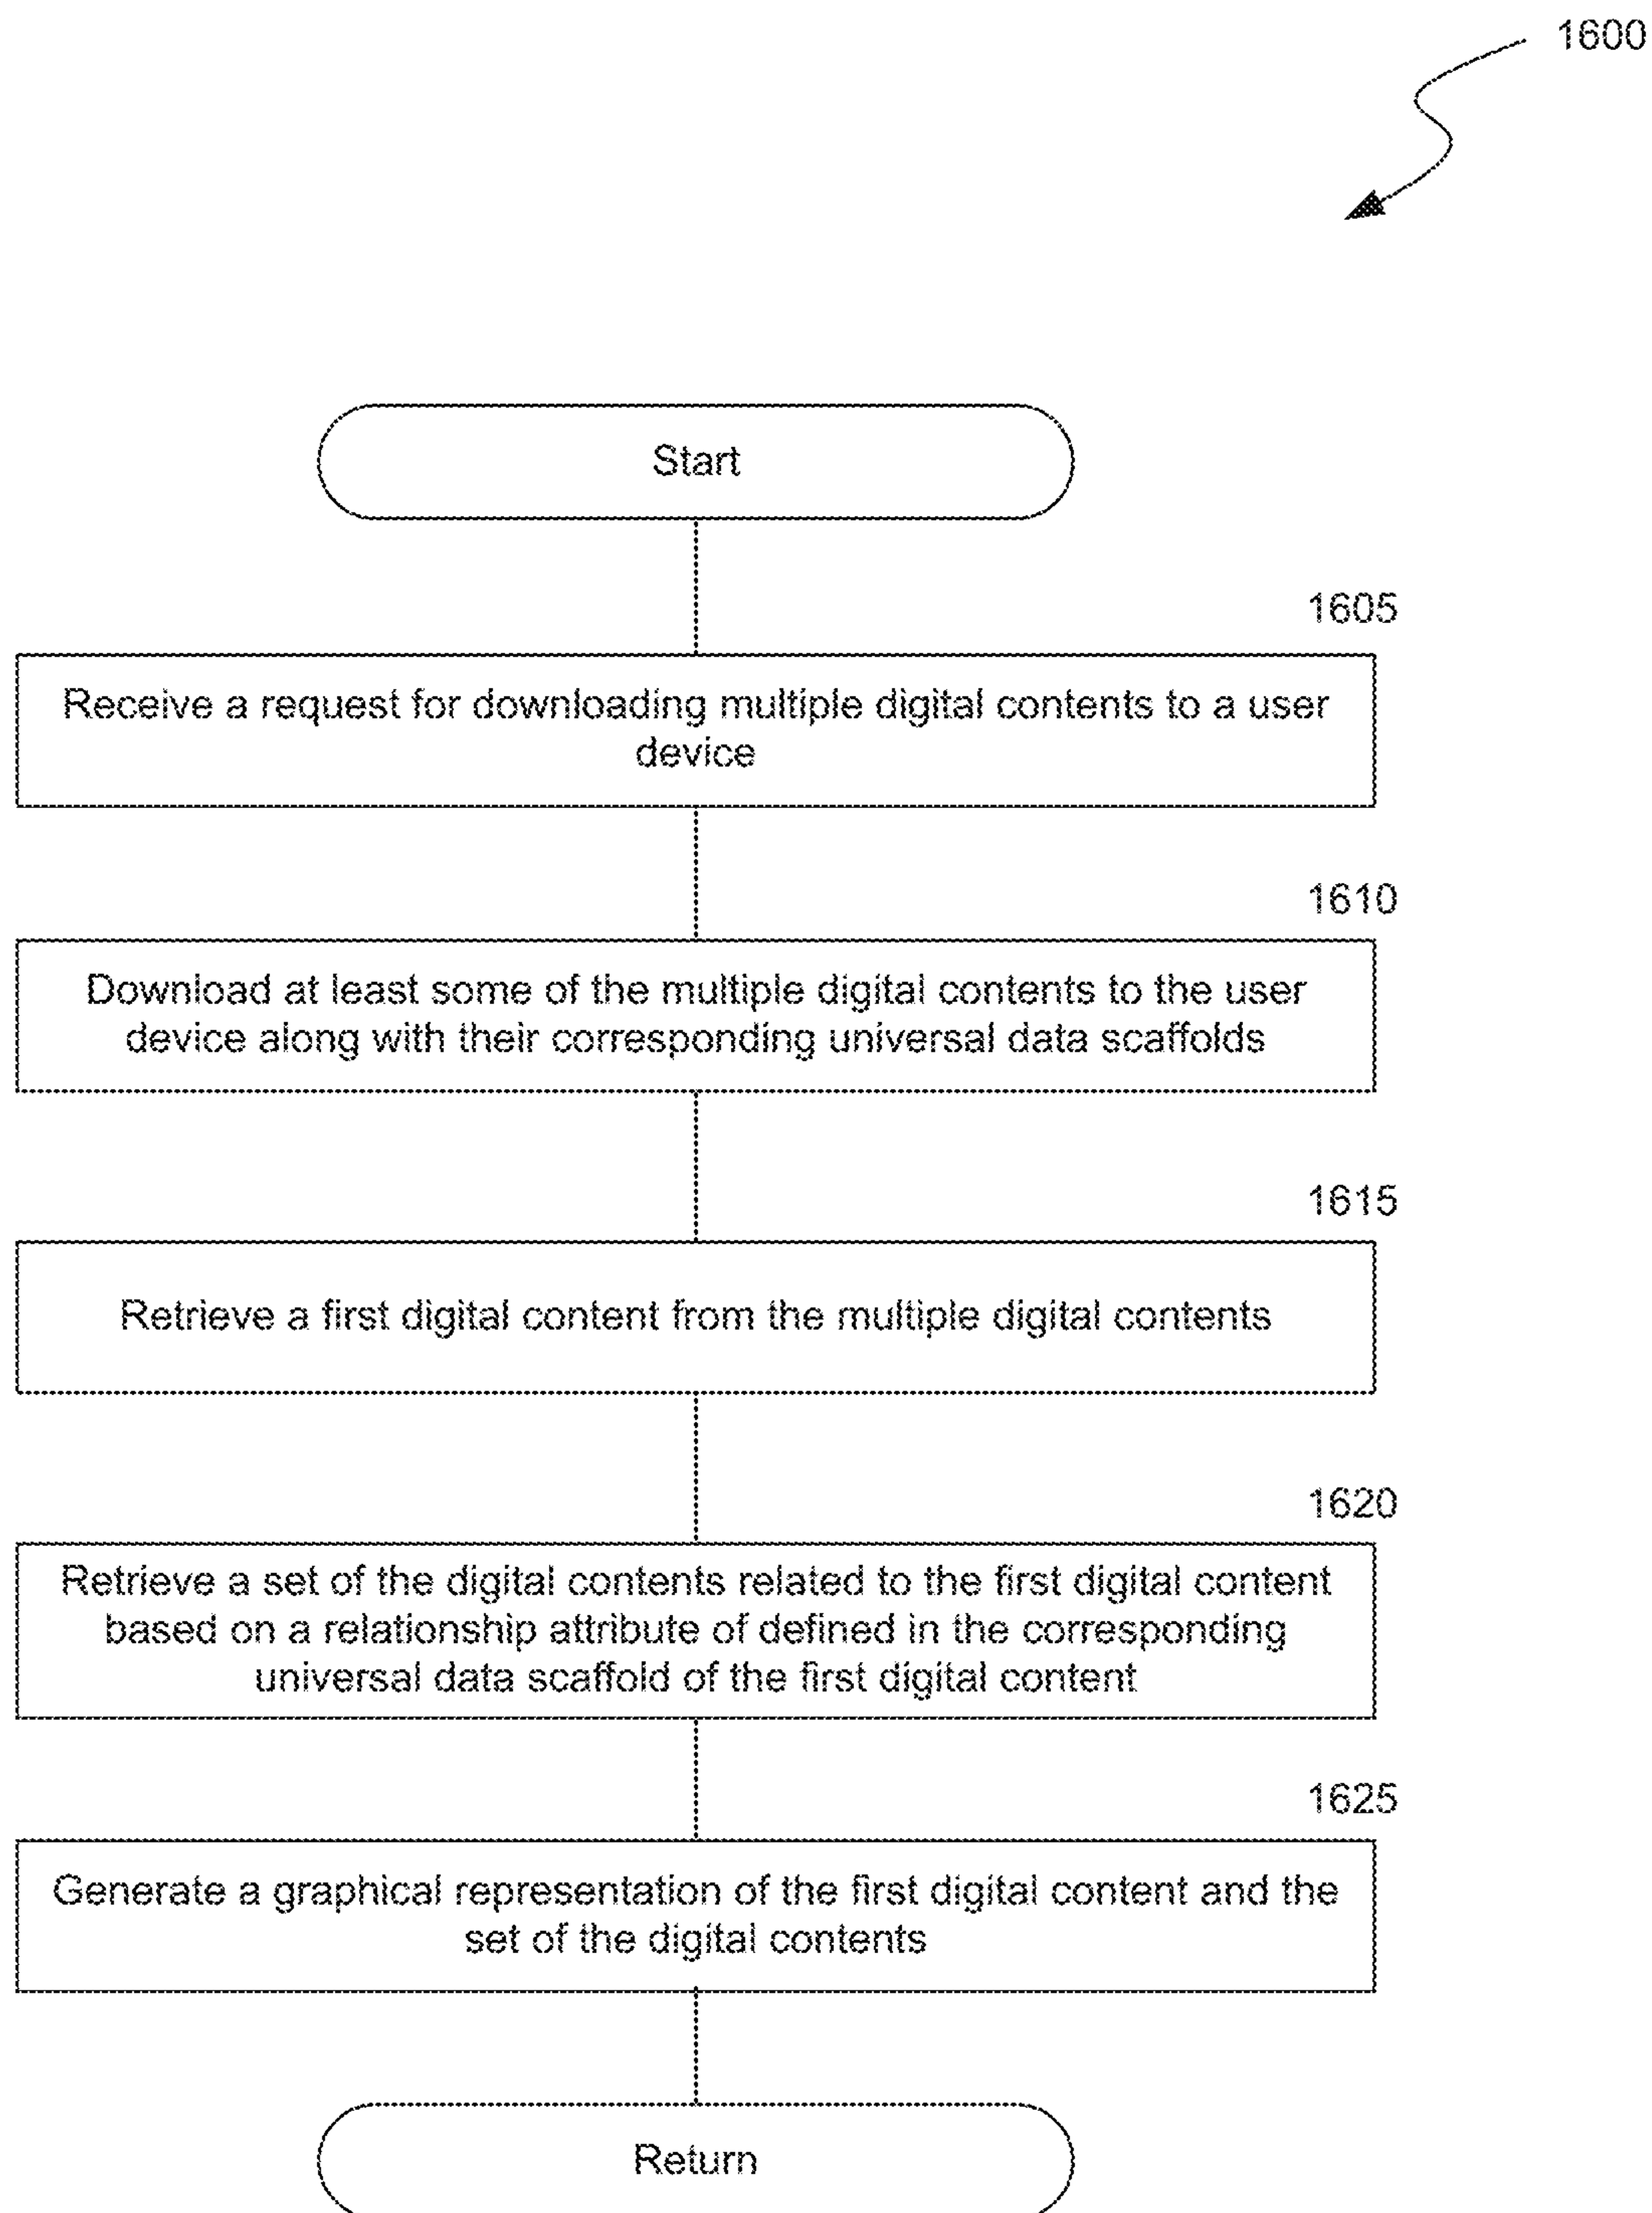 1600
Start
1605
Receive a request for downloading multiple digital contents to a user
device
1610
Download at least some of the multiple digital contents to the user
device along with their corresponding universal data scaffolds
1615
Retrieve a first digital content from the multiple digital contents
1620
Retrieve a set of the digital contents related to the first digital content
based on a relationship attribute of defined in the corresponding
universal data scaffold of the first digital content
1625
Generate a graphical representation of the first digital content and the
set of the digital contents
Return